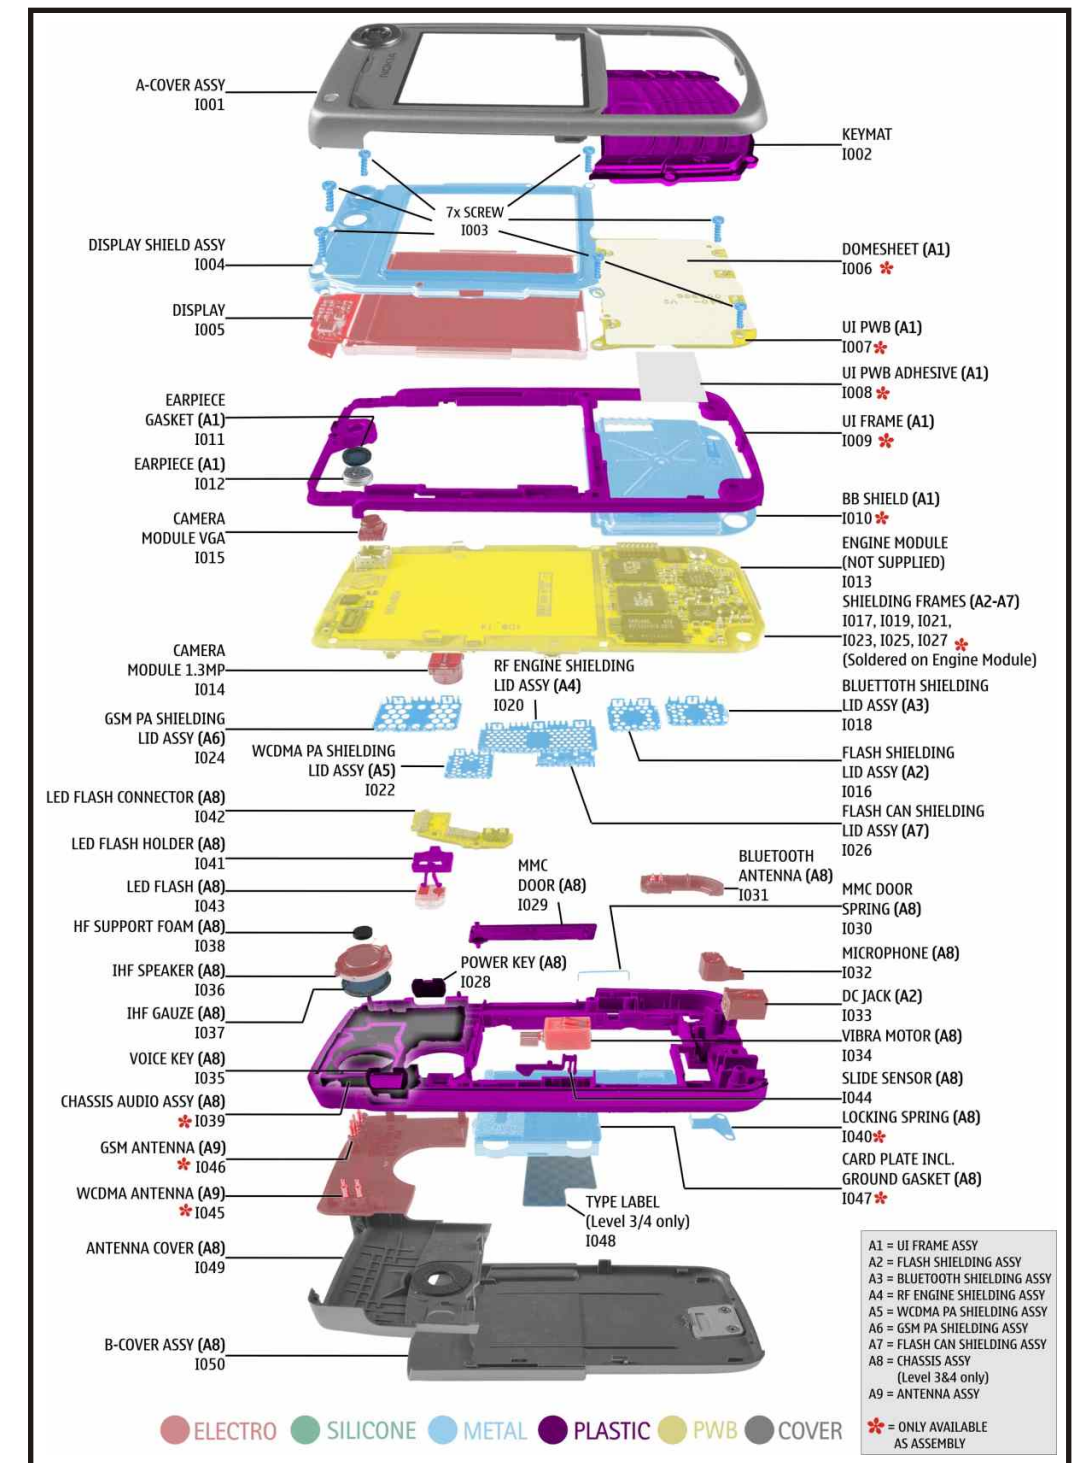 NOKIA
A-COVER ASSY
I001
KEYMAT
I002
7x SCREW
I003
DISPLAY SHIELD ASSY
I004
DOMESHEET (A1)
I006 *
DISPLAY
I005
UI PWB (A1)
I007 *
UI PWB ADHESIVE (A1)
I008 *
EARPIECE
GASKET (A1)
I011
UI FRAME (A1)
I009 *
EARPIECE (A1)
I012
BB SHIELD (A1)
I010 *
CAMERA
MODULE VGA
I015
ENGINE MODULE
(NOT SUPPLIED)
I013
SHIELDING FRAMES (A2-A7)
I017, I019, I021,
I023, I025, I027 *
(Soldered on Engine Module)
CAMERA
MODULE 1.3MP
I014
RF ENGINE SHIELDING
LID ASSY (A4)
I020
BLUETTOTH SHIELDING
LID ASSY (A3)
I018
GSM PA SHIELDING
LID ASSY (A6)
I024
WCDMA PA SHIELDING
LID ASSY (A5)
I022
FLASH SHIELDING
LID ASSY (A2)
I016
FLASH CAN SHIELDING
LID ASSY (A7)
I026
LED FLASH CONNECTOR (A8)
I042
LED FLASH HOLDER (A8)
I041
LED FLASH (A8)
I043
MMC
DOOR (A8)
I029
BLUETOOTH
ANTENNA (A8)
I031
MMC DOOR
SPRING (A8)
I030
HF SUPPORT FOAM (A8)
I038
IHF SPEAKER (A8)
I036
POWER KEY (A8)
I028
MICROPHONE (A8)
I032
IHF GAUZE (A8)
I037
DC JACK (A2)
I033
VIBRA MOTOR (A8)
I034
VOICE KEY (A8)
I035
SLIDE SENSOR (A8)
I044
CHASSIS AUDIO ASSY (A8)
* I039
LOCKING SPRING (A8)
I040 *
GSM ANTENNA (A9)
* I046
CARD PLATE INCL.
GROUND GASKET (A8)
I047 *
WCDMA ANTENNA (A9)
* I045
TYPE LABEL
(Level 3/4 only)
I048
ANTENNA COVER (A8)
I049
B-COVER ASSY (A8)
I050
A1 = UI FRAME ASSY
A2 = FLASH SHIELDING ASSY
A3 = BLUETOOTH SHIELDING ASSY
A4 = RF ENGINE SHIELDING ASSY
A5 = WCDMA PA SHIELDING ASSY
A6 = GSM PA SHIELDING ASSY
A7 = FLASH CAN SHIELDING ASSY
A8 = CHASSIS ASSY
(Level 3&4 only)
A9 = ANTENNA ASSY
* = ONLY AVAILABLE
AS ASSEMBLY
ELECTRO SILICONE METAL PLASTIC PWB COVER